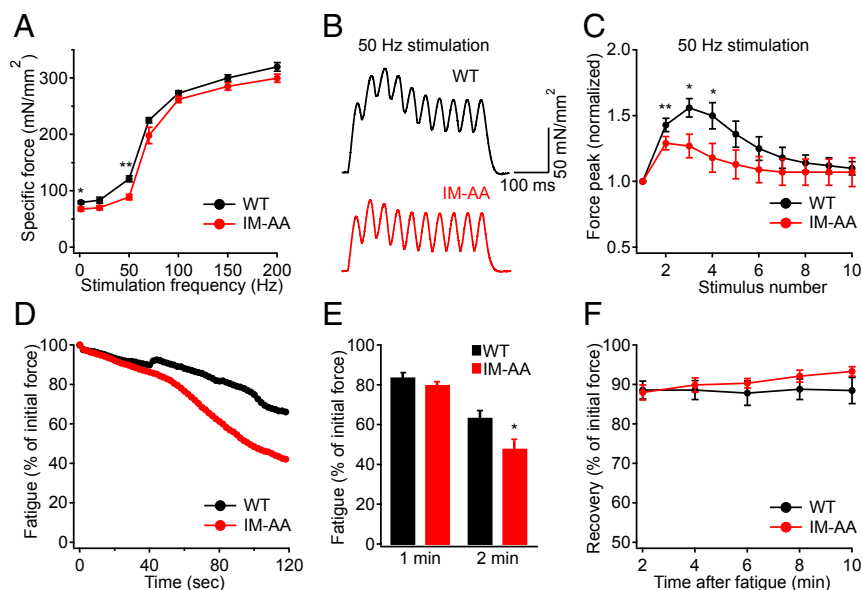 A
Specific force (mN/mm²)
300
200
100
0
*
**
WT
IM-AA
0
50
100
150
200
Stimulation frequency (Hz)
B
50 Hz stimulation
WT
50 mN/mm²
100 ms
IM-AA
C
50 Hz stimulation
Force peak (normalized)
2.0
1.5
1.0
0.5
**
*
*
WT
IM-AA
2
4
6
8
10
Stimulus number
D
Fatigue (% of initial force)
100
80
60
40
20
0
WT
IM-AA
0
40
80
120
Time (sec)
E
Fatigue (% of initial force)
100
80
60
40
20
0
WT
IM-AA
*
1 min
2 min
F
Recovery (% of initial force)
100
90
80
70
60
50
WT
IM-AA
2
4
6
8
10
Time after fatigue (min)